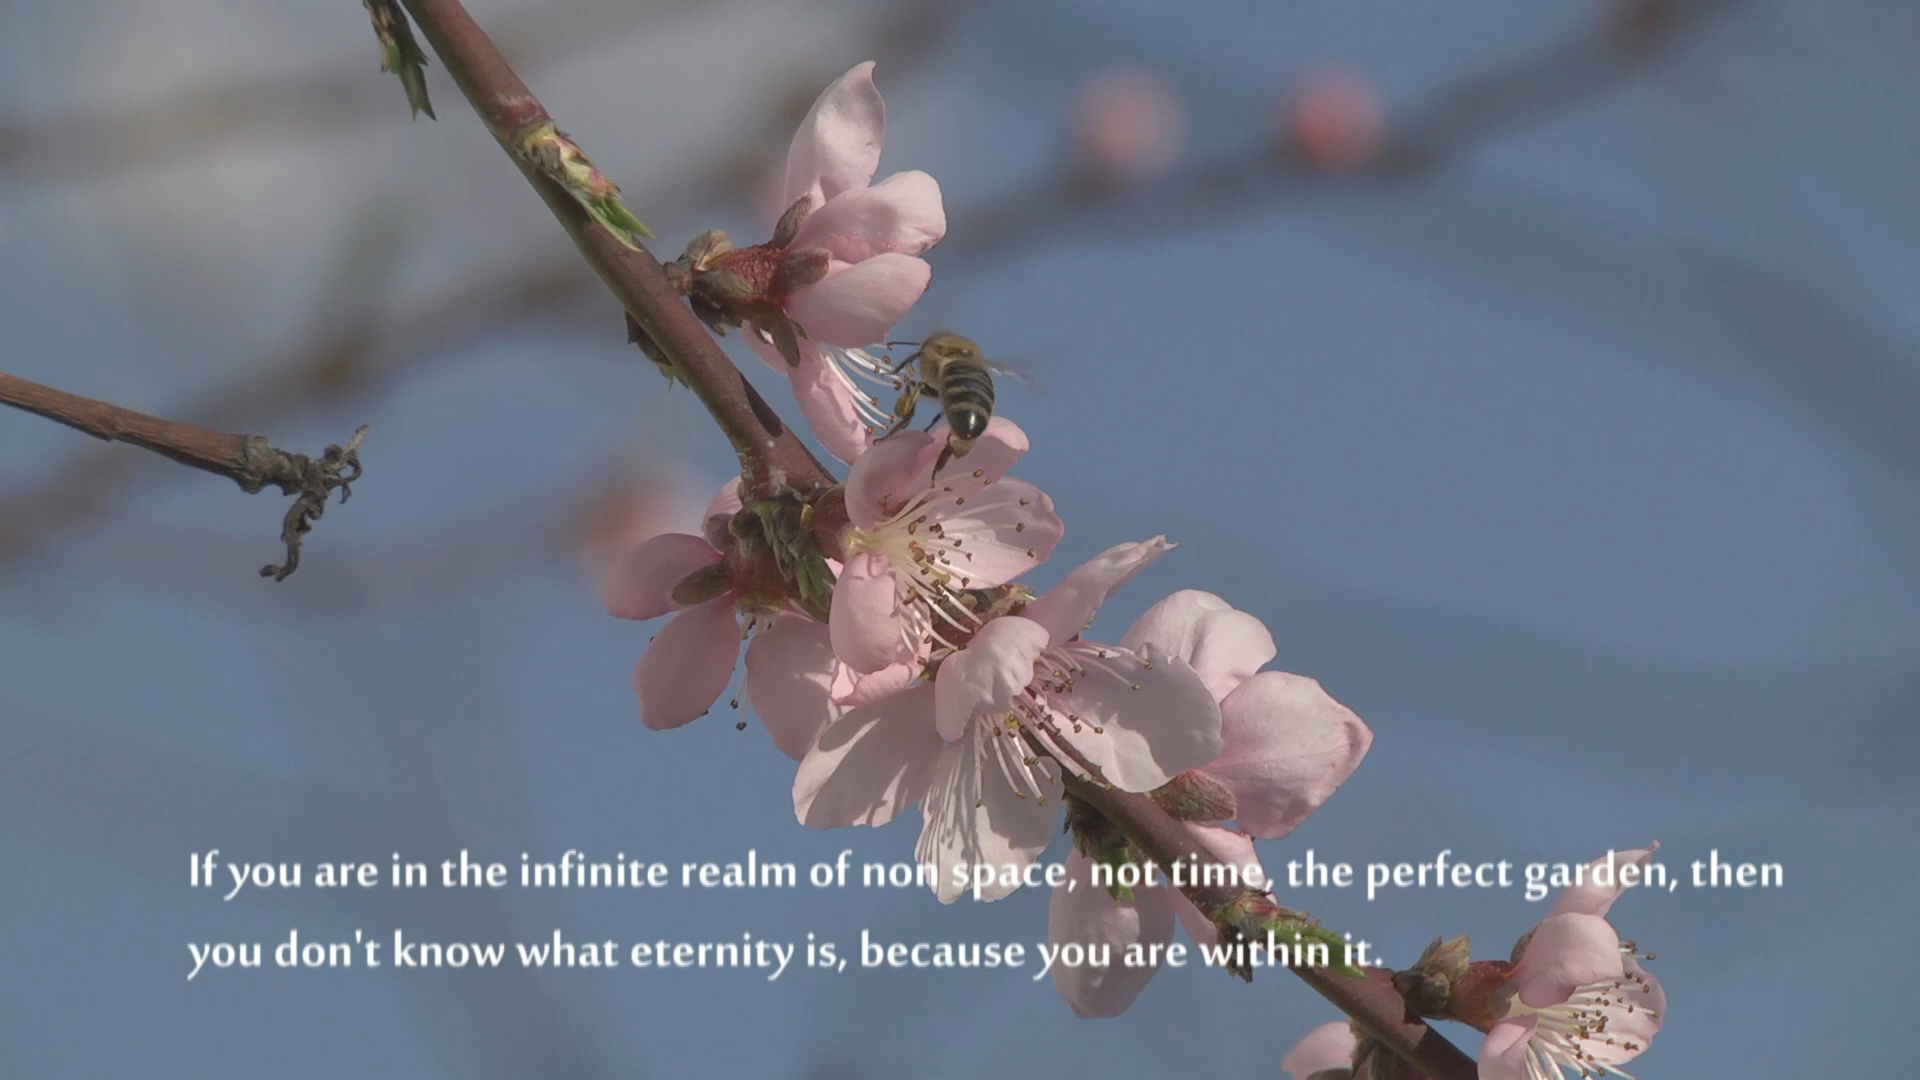 If you are in the infinite realm of non space, not time, the perfect garden, then
you don't know what eternity is, because you are within it.